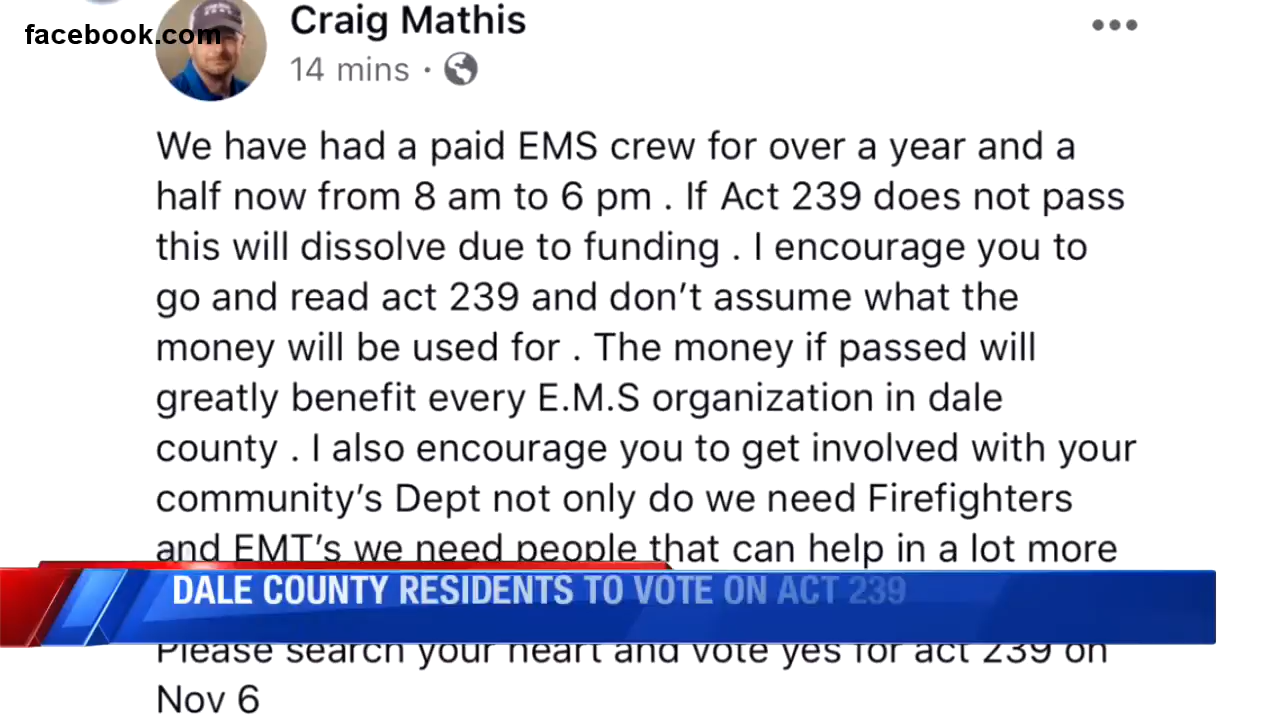 facebook.com
Craig Mathis
14 mins ·
We have had a paid EMS crew for over a year and a
half now from 8 am to 6 pm . If Act 239 does not pass
this will dissolve due to funding . I encourage you to
go and read act 239 and don’t assume what the
money will be used for . The money if passed will
greatly benefit every E.M.S organization in dale
county . I also encourage you to get involved with your
community’s Dept not only do we need Firefighters
and EMT’s we need people that can help in a lot more
DALE COUNTY RESIDENTS TO VOTE ON ACT 239
Please search your heart and vote yes for act 239 on
Nov 6